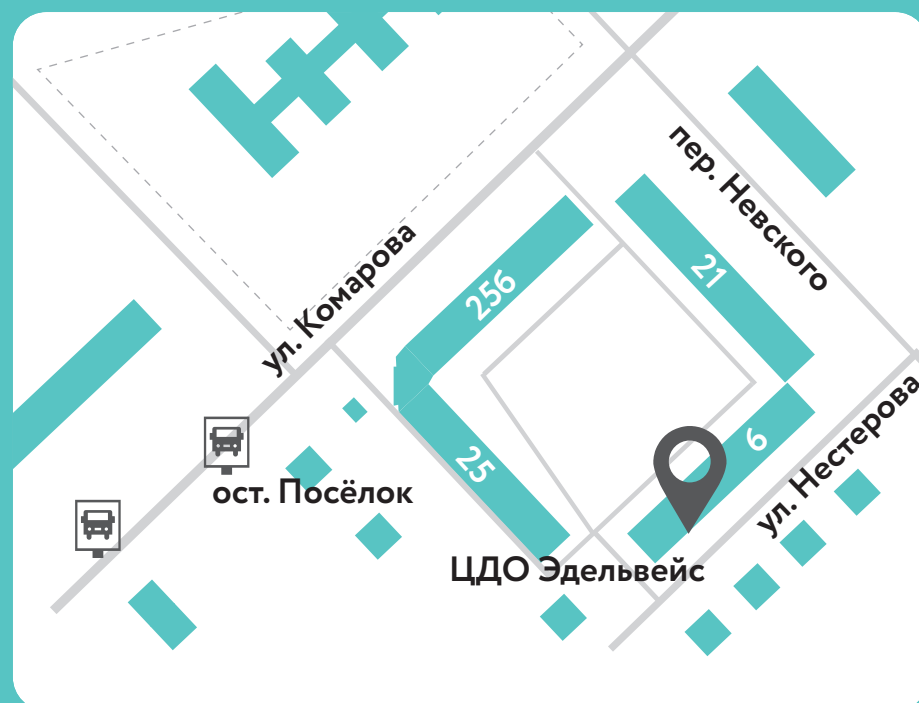 пер. Невского
ул. Комарова
21
256
25
6
ул. Нестерова
ост. Посёлок
ЦДО Эдельвейс